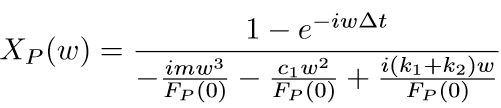 X_P(w) = \frac{1 - e^{-iw\Delta t}}{-\frac{imw^3}{F_P(0)} - \frac{c_1w^2}{F_P(0)} + \frac{i(k_1+k_2)w}{F_P(0)}}